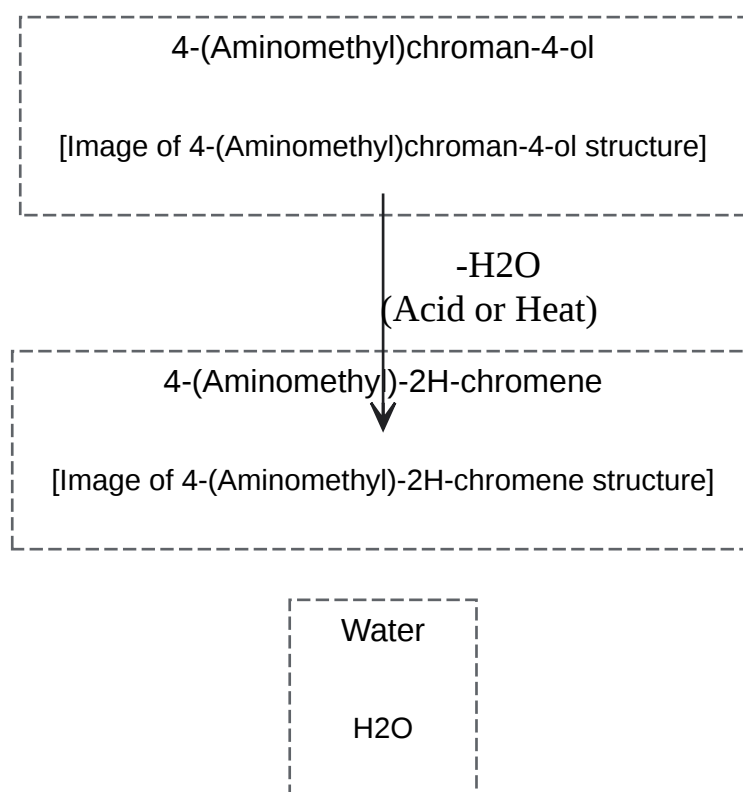 4-(Aminomethyl)chroman-4-ol
[Image of 4-(Aminomethyl)chroman-4-ol structure]
-H2O
(Acid or Heat)
4-(Aminomethyl)-2H-chromene
[Image of 4-(Aminomethyl)-2H-chromene structure]
Water
H2O